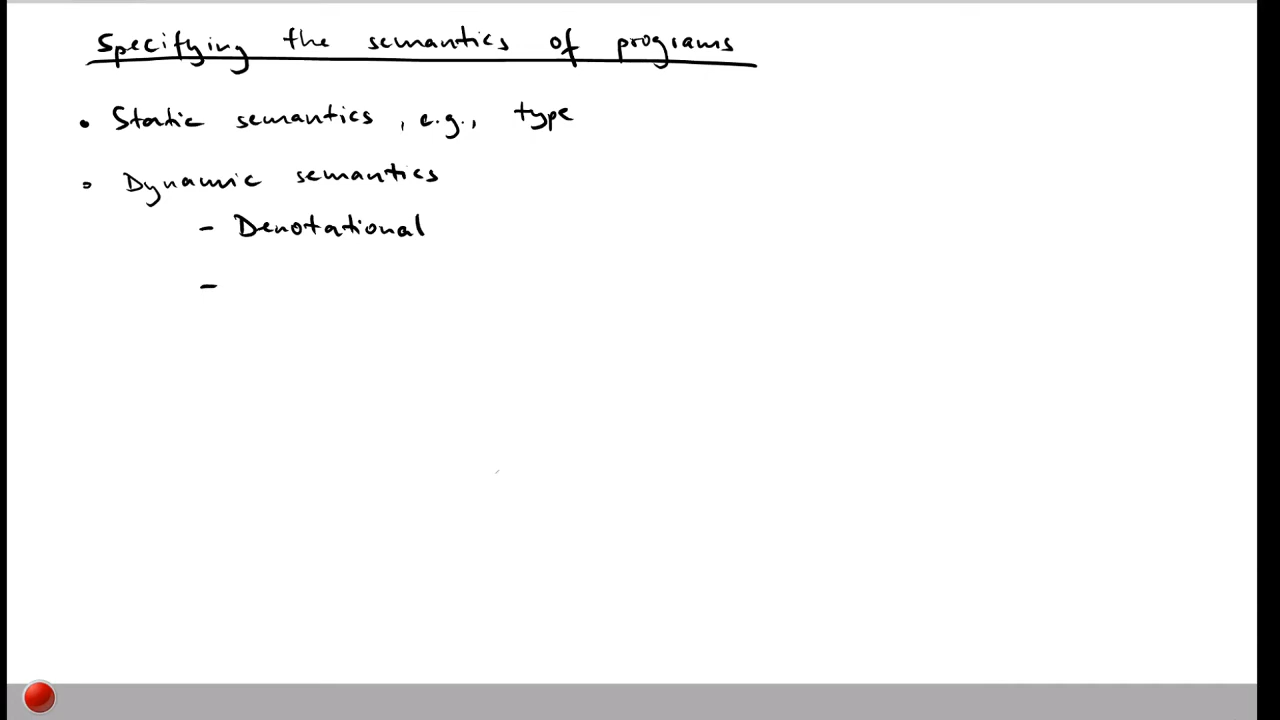 Specifying the semantics of programs
• Static semantics, e.g., type
• Dynamic semantics
- Denotational
-